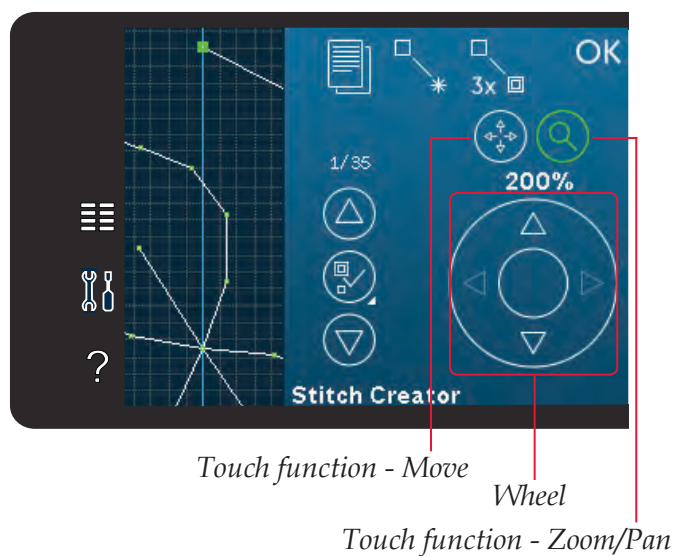 OK
3x
1/35
200%
?
Stitch Creator
Touch function - Move
Wheel
Touch function - Zoom/Pan